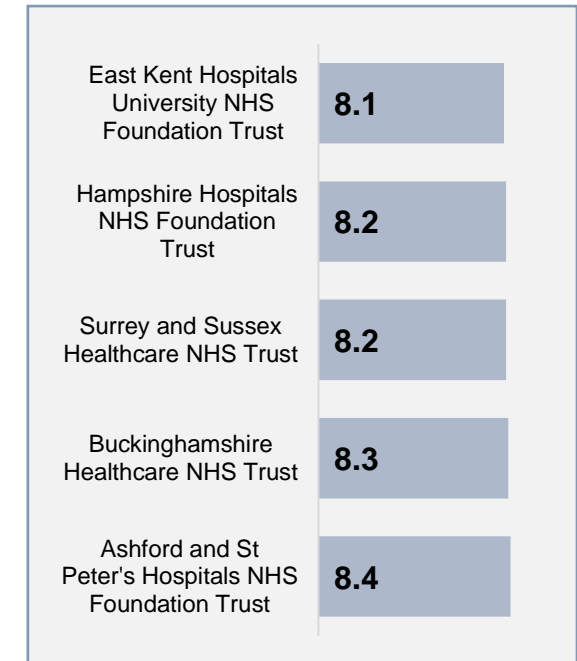 East Kent Hospitals
University NHS
Foundation Trust
8.1
Hampshire Hospitals
NHS Foundation
Trust
8.2
Surrey and Sussex
Healthcare NHS Trust
8.2
Buckinghamshire
Healthcare NHS Trust
8.3
Ashford and St
Peter's Hospitals NHS
Foundation Trust
8.4